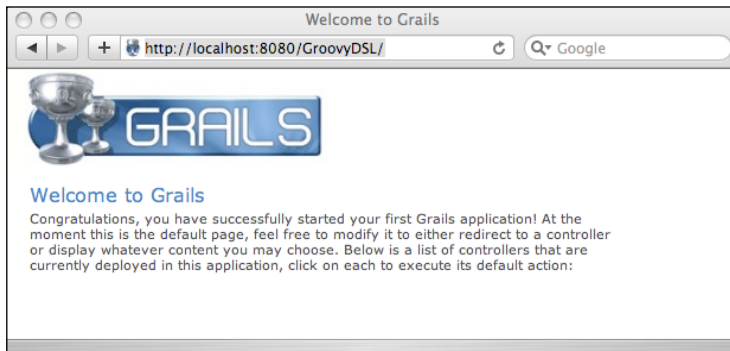 Welcome to Grails
http://localhost:8080/GroovyDSL/
Google
GRAILS
Welcome to Grails
Congratulations, you have successfully started your first Grails application! At the
moment this is the default page, feel free to modify it to either redirect to a controller
or display whatever content you may choose. Below is a list of controllers that are
currently deployed in this application, click on each to execute its default action: